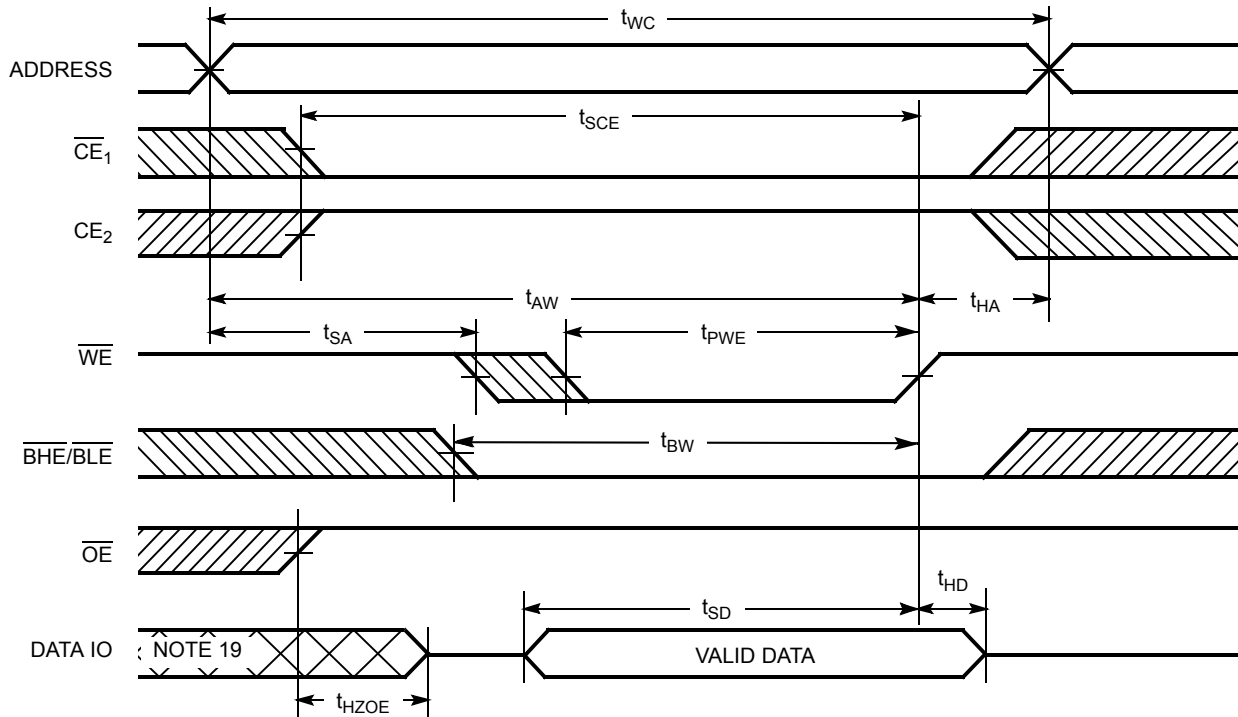 tWC
ADDRESS
tSCE
CE1
CE2
tAW
tHA
tSA
tPWE
WE
tBW
BHE/BLE
OE
tHD
tSD
DATA IO
NOTE 19
VALID DATA
tHZOE